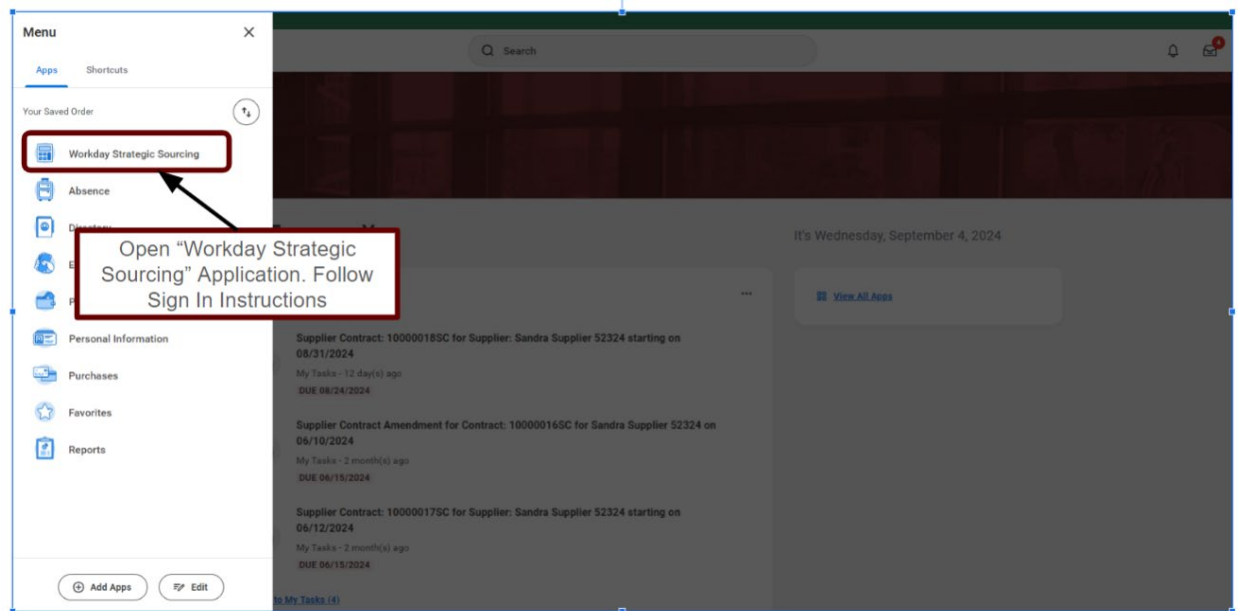 Menu
Apps
Shortcuts
Search
4
Your Saved Order
Workday Strategic Sourcing
Absence
Directory
Open “Workday Strategic
Sourcing” Application. Follow
Sign In Instructions
Personal Information
Purchases
Favorites
Reports
Add Apps
Edit
It's Wednesday, September 4, 2024
View All Apps
Supplier Contract: 10000018SC for Supplier: Sandra Supplier 52324 starting on
08/31/2024
My Tasks - 12 day(s) ago
DUE 08/24/2024
Supplier Contract Amendment for Contract: 10000016SC for Sandra Supplier 52324 on
06/10/2024
My Tasks - 2 month(s) ago
DUE 06/15/2024
Supplier Contract: 10000017SC for Supplier: Sandra Supplier 52324 starting on
06/12/2024
My Tasks - 2 month(s) ago
DUE 06/15/2024
to My Tasks (4)